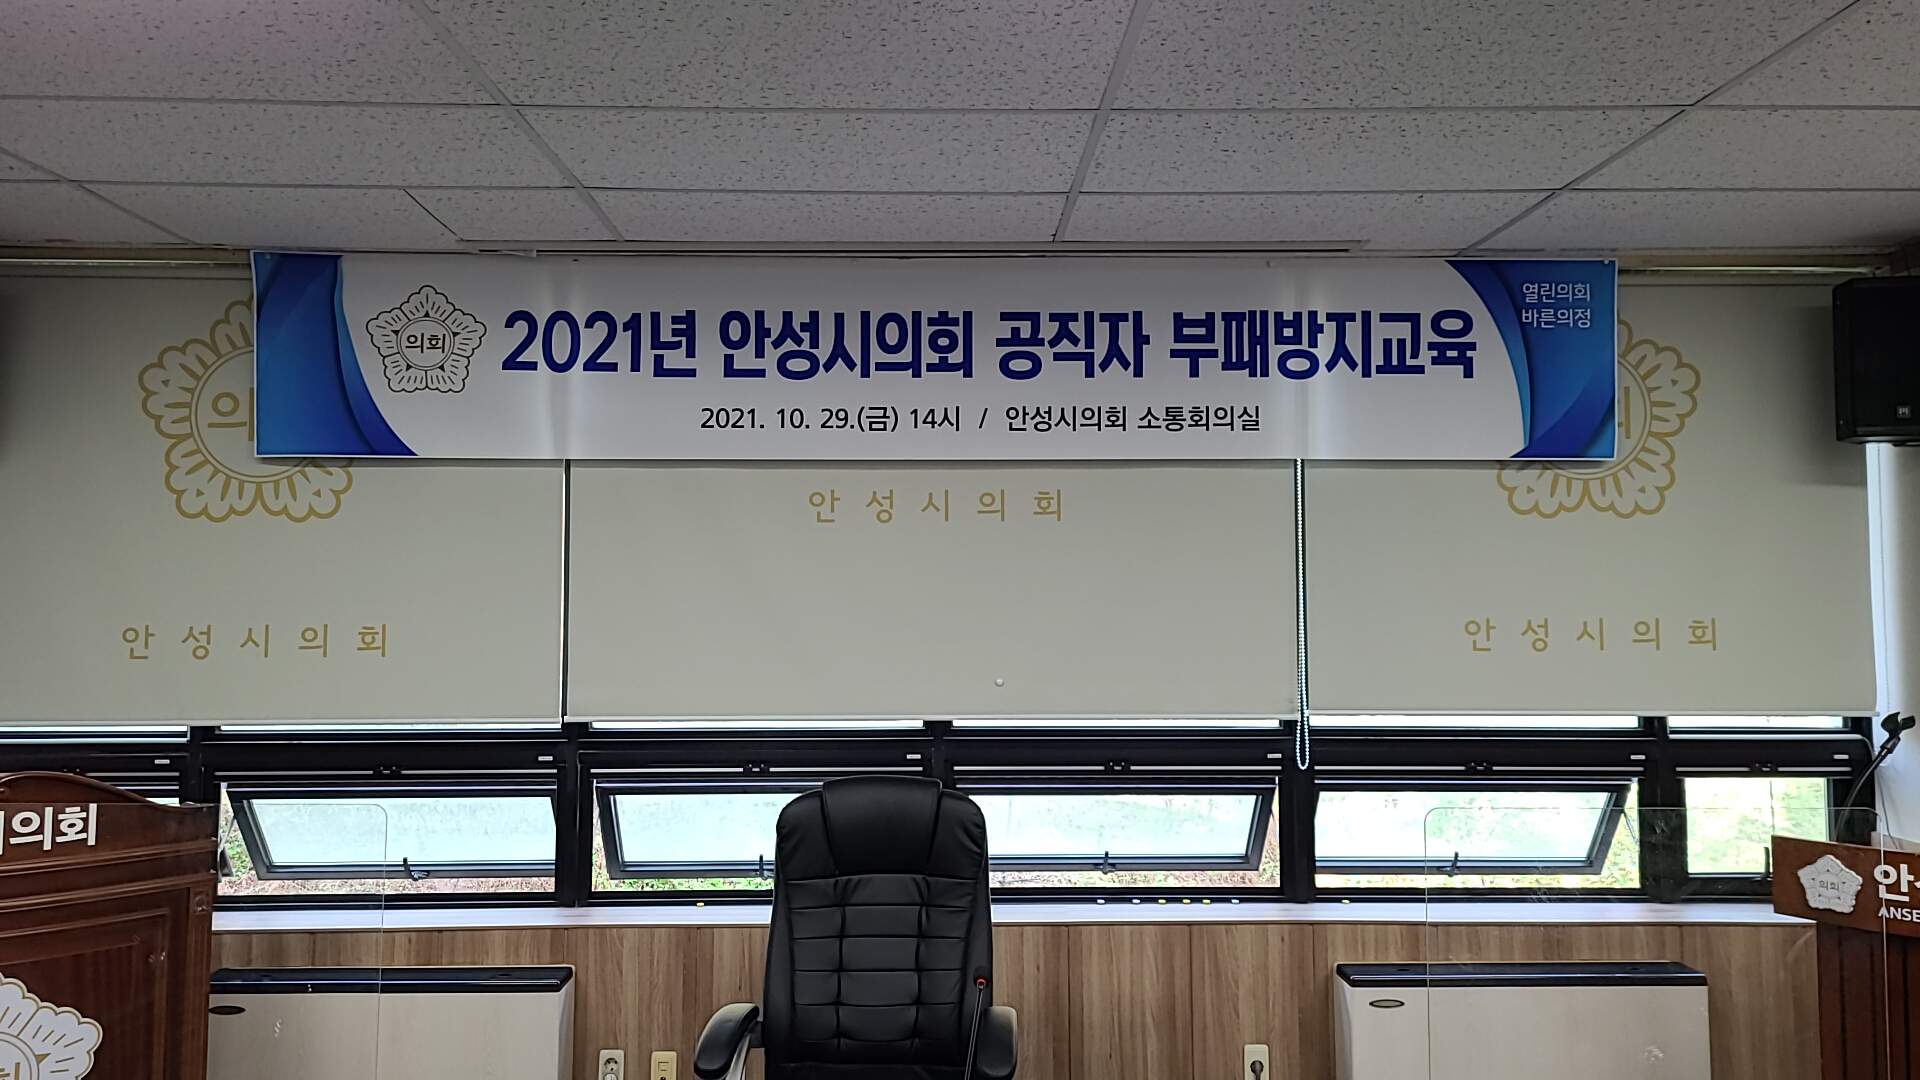 2021년 안성시의회 공직자 부패방지교육
2021. 10. 29.(금) 14시 / 안성시의회 소통회의실
열린의회
바른의정
의회
안성시의회
안성시의회
안성시의회
의회
의회
안
ANSE